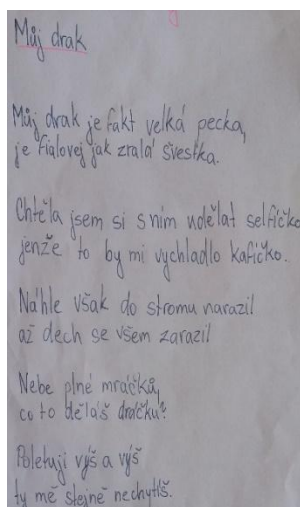 Můj drak
Můj drak je fakt velká pecka,
je fialovej jak zralá švestka.
Chtěla jsem si s ním udělat selfíčko
jenže to by mi vychladlo kafíčko.
Náhle však do stromu narazil
až dech se všem zarazil
Nebe plné mráčků,
co to děláš dráčku?
Poletuji výš a výš
ty mě stejně nechytíš.